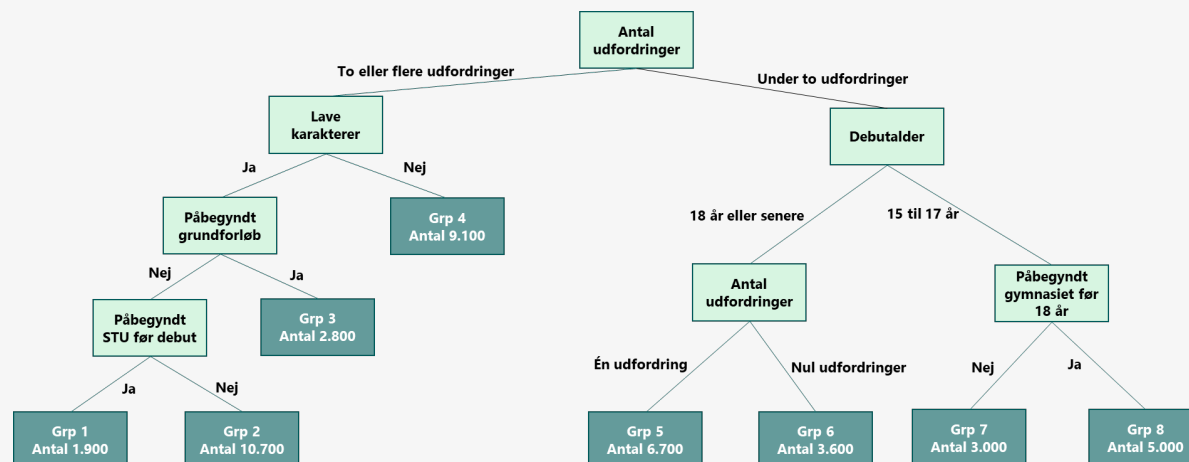 Antal
udfordringer
To eller flere udfordringer
Under to udfordringer
Lave
karakterer
Debutalder
Ja
Nej
Påbegyndt
grundforløb
Grp 4
Antal 9.100
18 år eller senere
15 til 17 år
Nej
Ja
Antal
udfordringer
Påbegyndt
gymnasiet før
18 år
Påbegyndt
STU før debut
Grp 3
Antal 2.800
Én udfordring
Nul udfordringer
Nej
Ja
Ja
Nej
Grp 1
Antal 1.900
Grp 2
Antal 10.700
Grp 5
Antal 6.700
Grp 6
Antal 3.600
Grp 7
Antal 3.000
Grp 8
Antal 5.000